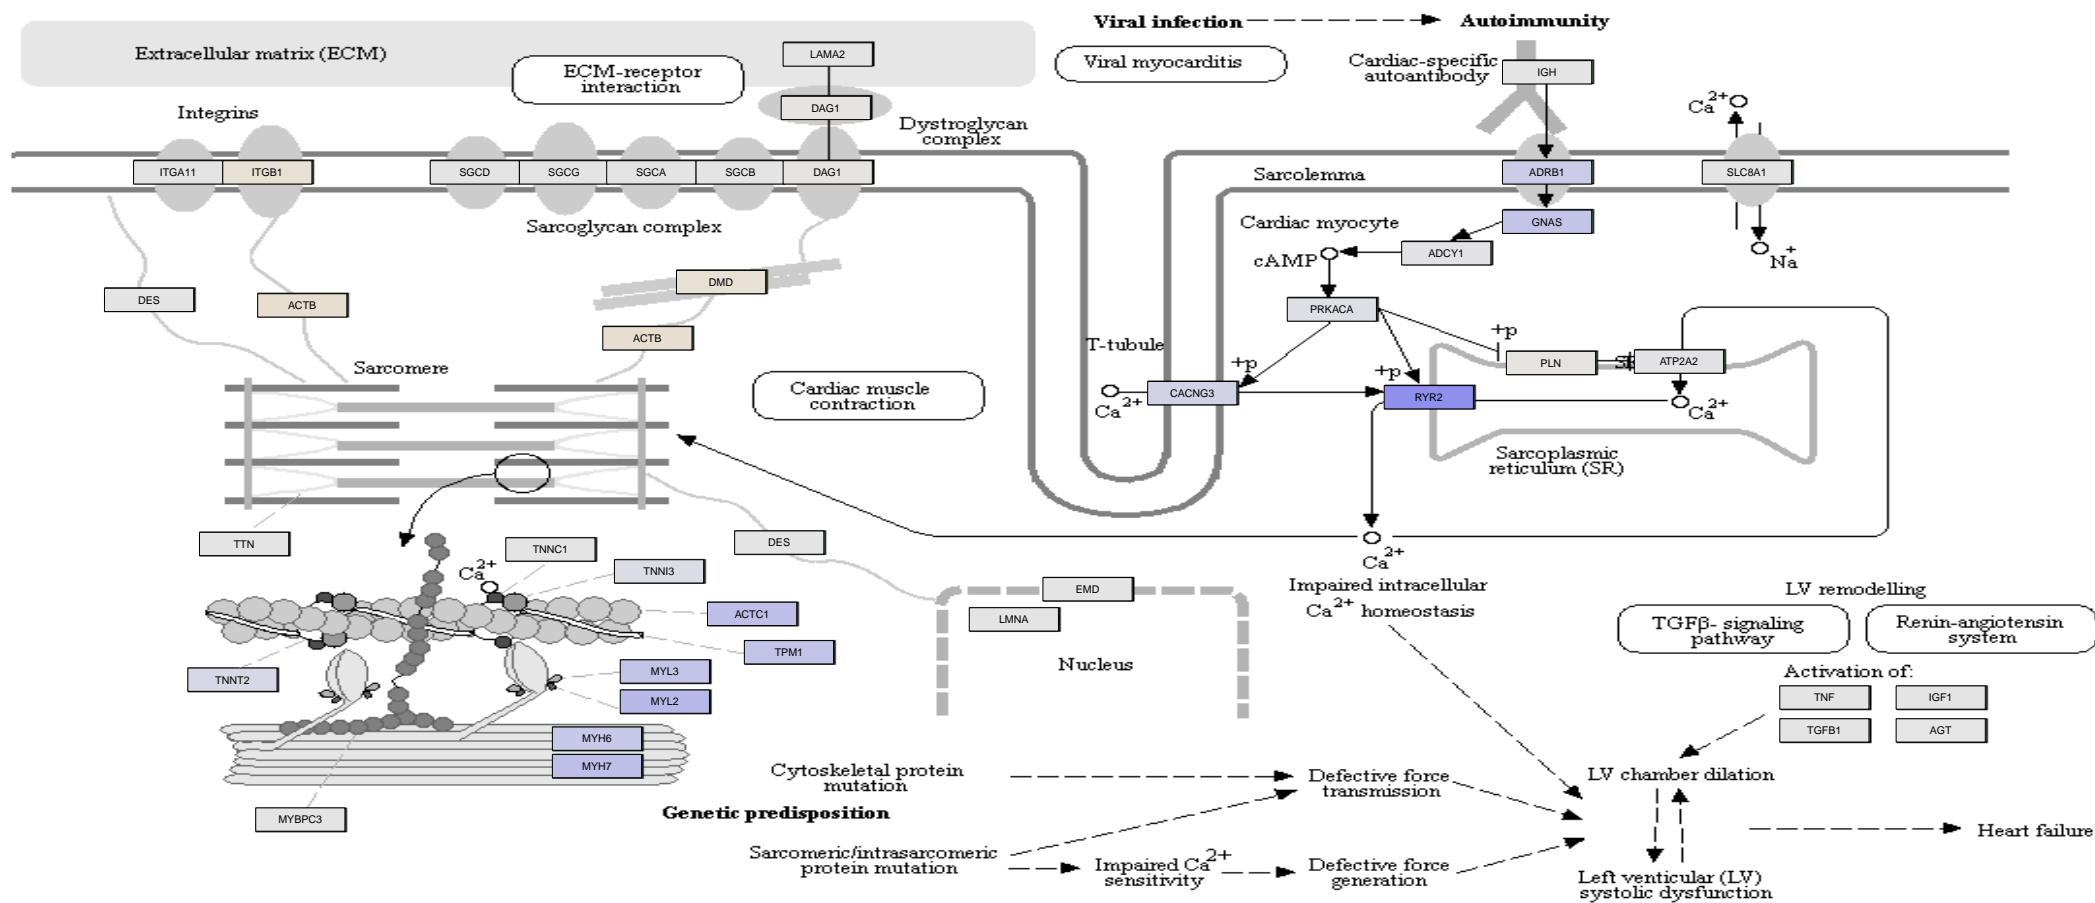 Viral infection
Autoimmunity
Extracellular matrix (ECM)
LAMA2
ECM-receptor
interaction
Viral myocarditis
Cardiac-specific
autoantibody
IGH
DAG1
Integrins
Dystroglycan
complex
Ca2+
ITGA11
ITGB1
SGCD
SGCG
SGCA
SGCB
DAG1
Sarcolemma
ADRB1
SLC8A1
Sarcoglycan complex
Cardiac myocyte
GNAS
cAMP
ADCY1
Na+
DMD
DES
ACTB
PRKACA
ACTB
T-tubule
+p
+p
+p
PLN
ATP2A2
Sarcomere
Cardiac muscle
contraction
Ca2+
CACNG3
RYR2
Ca2+
Sarcoplasmic
reticulum (SR)
TTN
DES
TNNC1
Ca2+
Ca2+
TNNI3
Impaired intracellular
Ca2+ homeostasis
EMD
LMNA
LV remodelling
ACTC1
TGFβ- signaling
pathway
Renin-angiotensin
system
TPM1
Nucleus
TNNT2
MYL3
MYL2
Activation of:
TNF
IGF1
TGFB1
AGT
MYH6
MYH7
Cytoskeletal protein
mutation
Defective force
transmission
LV chamber dilation
MYBPC3
Genetic predisposition
Heart failure
Sarcomeric/intrasarcomeric
protein mutation
Impaired Ca2+
sensitivity
Defective force
generation
Left venticular (LV)
systolic dysfunction